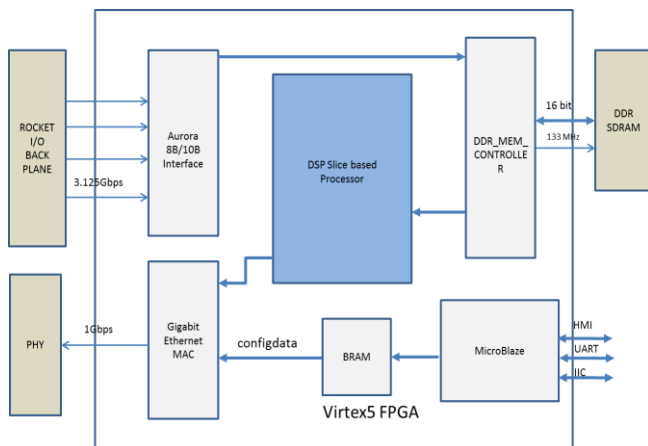 ROCKET
I/O
BACK
PLANE
3.125Gbps
Aurora
8B/10B
Interface
DSP Slice based
Processor
DDR_MEM_
CONTROLLE
R
16 bit
133 MHz
DDR
SDRAM
PHY
1Gbps
Gigabit
Ethernet
MAC
configdata
BRAM
MicroBlaze
HMI
UART
IIC
Virtex5 FPGA